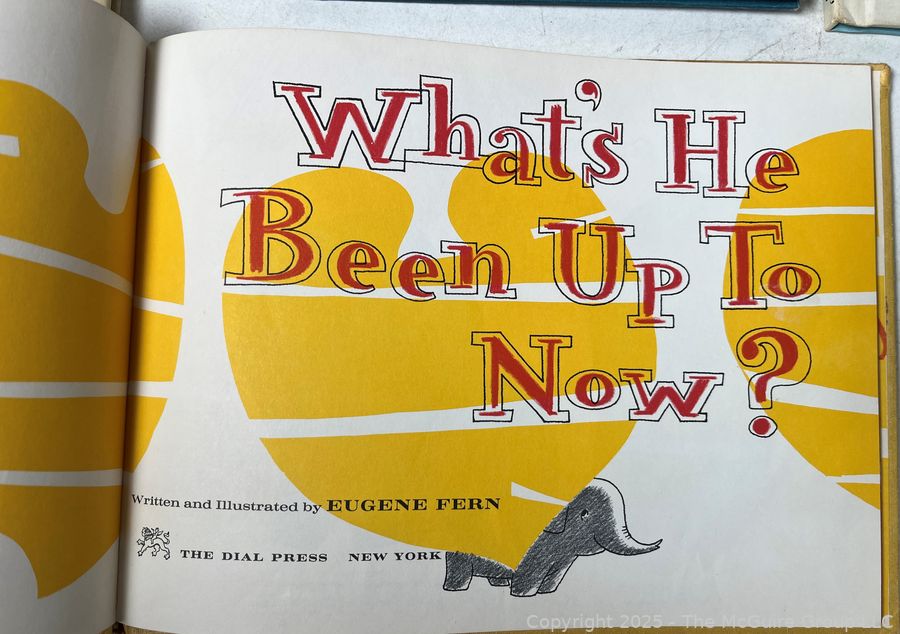 What's He
Been Up To
Now?
Written and Illustrated by EUGENE FERN
THE DIAL PRESS NEW YORK
Copyright 2025 - The McGuire Group LLC